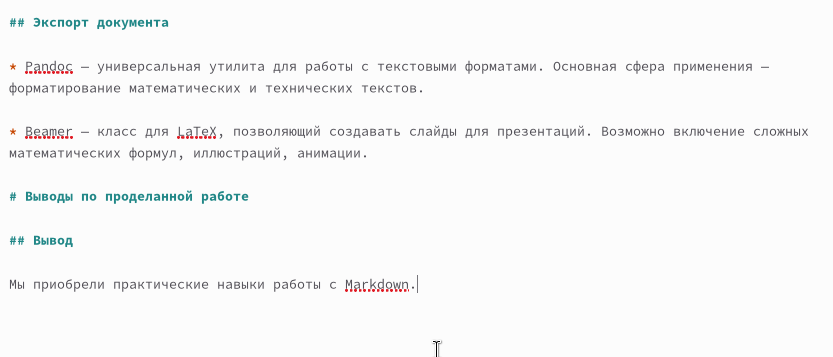 ## Экспорт документа
* Pandoc — универсальная утилита для работы с текстовыми форматами. Основная сфера применения —
форматирование математических и технических текстов.
* Beamer — класс для LaTeX, позволяющий создавать слайды для презентаций. Возможно включение сложных
математических формул, иллюстраций, анимации.
# Выводы по проделанной работе
## Вывод
Мы приобрели практические навыки работы с Markdown.